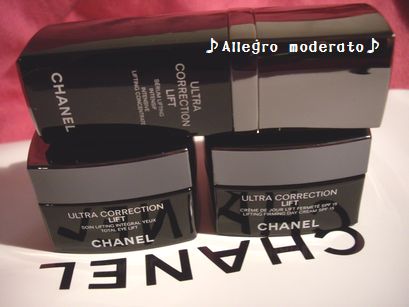 ♪Allegro moderato♪
ULTRA
CORRECTION
LIFT
SÉRUM LIFTING
INTENSIF
INTENSIVE
LIFTING CONCENTRATE
CHANEL
ULTRA CORRECTION
LIFT
SOIN LIFTING INTÉGRAL YEUX
TOTAL EYE LIFT
CHANEL
ULTRA CORRECTION
LIFT
CRÈME DE JOUR LIFT FERMETÉ SPF 15
LIFTING FIRMING DAY CREAM SPF 15
CHANEL
CHANEL